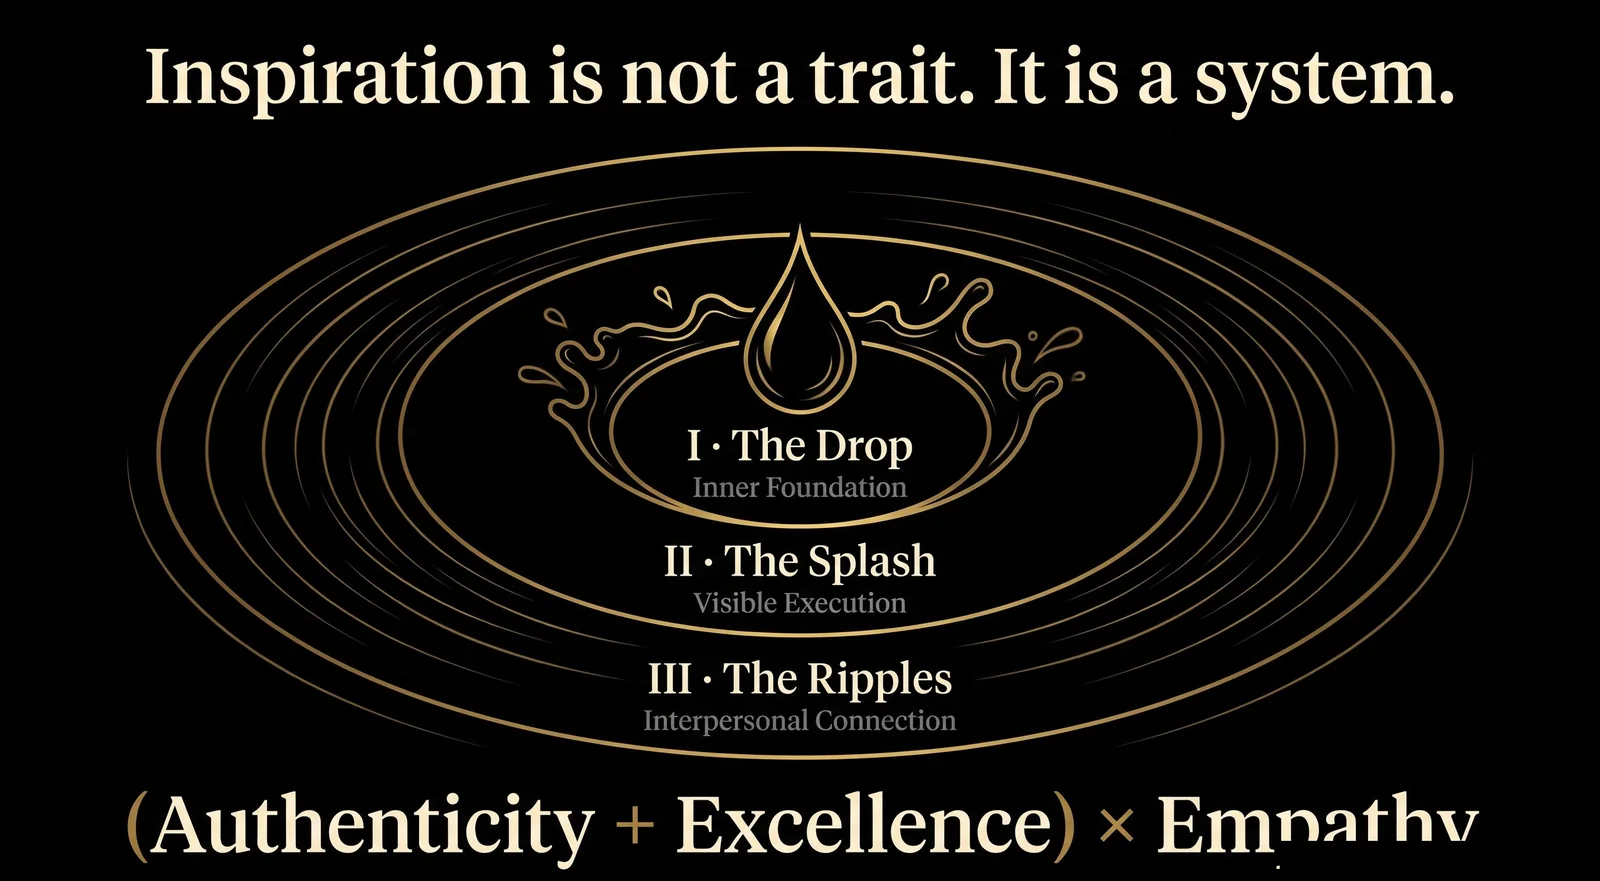 Inspiration is not a trait. It is a system.
I · The Drop
Inner Foundation
II · The Splash
Visible Execution
III · The Ripples
Interpersonal Connection
(Authenticity + Excellence) × Empathy